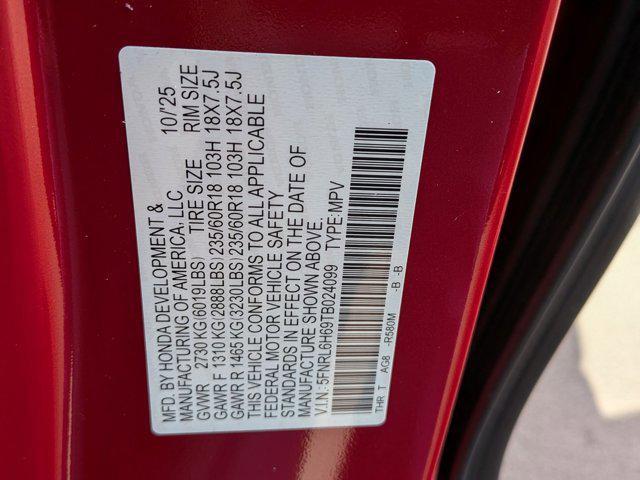 MFD. BY HONDA DEVELOPMENT &
MANUFACTURING OF AMERICA, LLC 10/'25
GVWR 2730 KG(6019LBS) TIRE SIZE RIM SIZE
GAWR F 1310 KG(2888LBS)235/60R18 103H 18X7.5J
GAWR R 1465 KG(3230LBS)235/60R18 103H 18X7.5J
THIS VEHICLE CONFORMS TO ALL APPLICABLE
FEDERAL MOTOR VEHICLE SAFETY
STANDARDS IN EFFECT ON THE DATE OF
MANUFACTURE SHOWN ABOVE.
V.I.N.:5FNRL6H69TB024099 TYPE:MPV
THR T AG8 -R580M -B -B